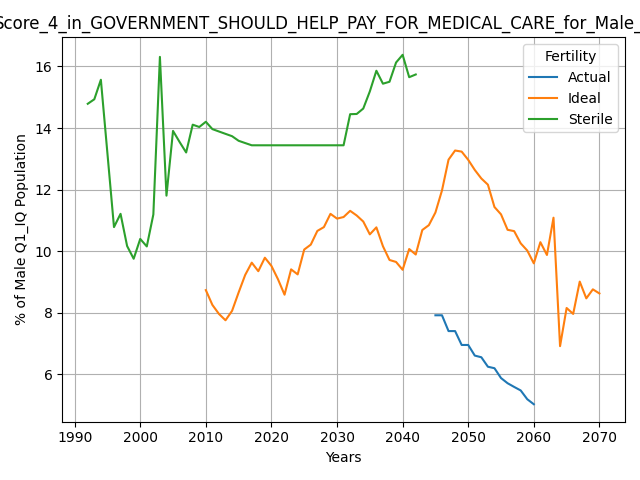 Score_4_in_GOVERNMENT_SHOULD_HELP_PAY_FOR_MEDICAL_CARE_for_Male_
Fertility
Actual
Ideal
Sterile
% of Male Q1_IQ Population
16
14
12
10
8
6
1990 2000 2010 2020 2030 2040 2050 2060 2070
Years